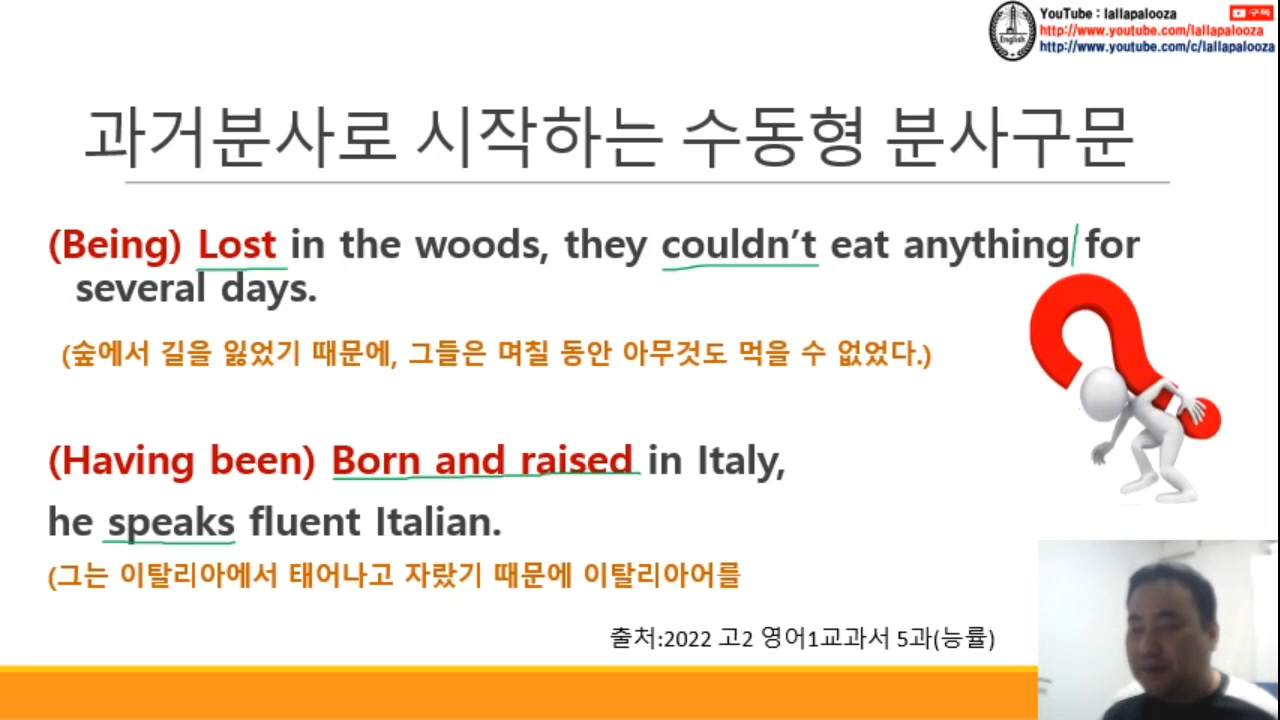 YouTube : lallapalooza
구독
http://www.youtube.com/lallapalooza
http://www.youtube.com/c/lallapalooza
English
과거분사로 시작하는 수동형 분사구문
(Being) Lost in the woods, they couldn't eat anything for
several days.
(숲에서 길을 잃었기 때문에, 그들은 며칠 동안 아무것도 먹을 수 없었다.)
(Having been) Born and raised in Italy,
he speaks fluent Italian.
(그는 이탈리아에서 태어나고 자랐기 때문에 이탈리아어를
출처:2022 고2 영어1교과서 5과(능률)